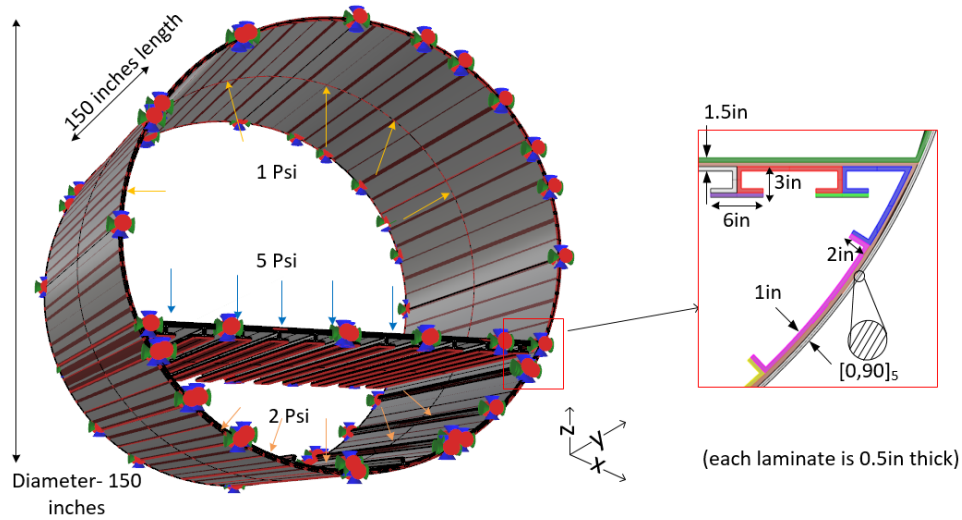 150 inches length
1 Psi
5 Psi
2 Psi
Diameter- 150
inches
z
y
x
1.5in
3in
6in
2in
1in
[0,90]₅
(each laminate is 0.5in thick)